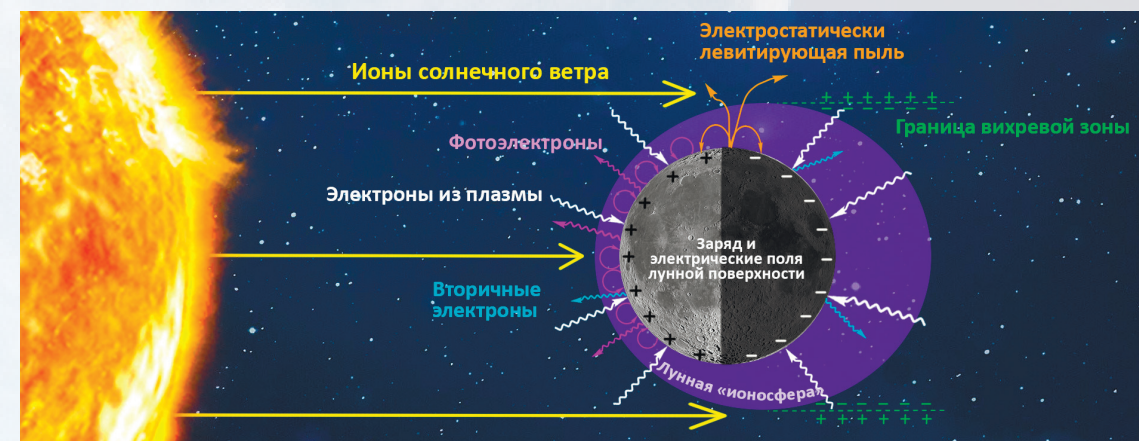 Электростатически
левитирующая пыль
Ионы солнечного ветра
Граница вихревой зоны
Фотоэлектроны
Электроны из плазмы
Заряд и
электрические поля
лунной поверхности
Вторичные
электроны
Лунная «ионосфера»